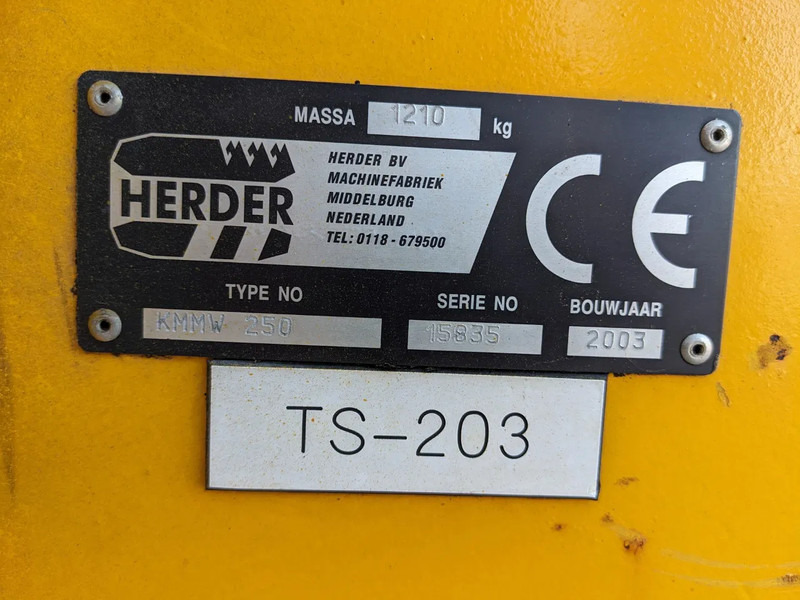 MASSA 1210 kg
HERDER
HERDER BV
MACHINEFABRIEK
MIDDELBURG
NEDERLAND
TEL: 0118 - 679500
CE
TYPE NO SERIE NO BOUWJAAR
KMMW 250 15835 2003
TS-203